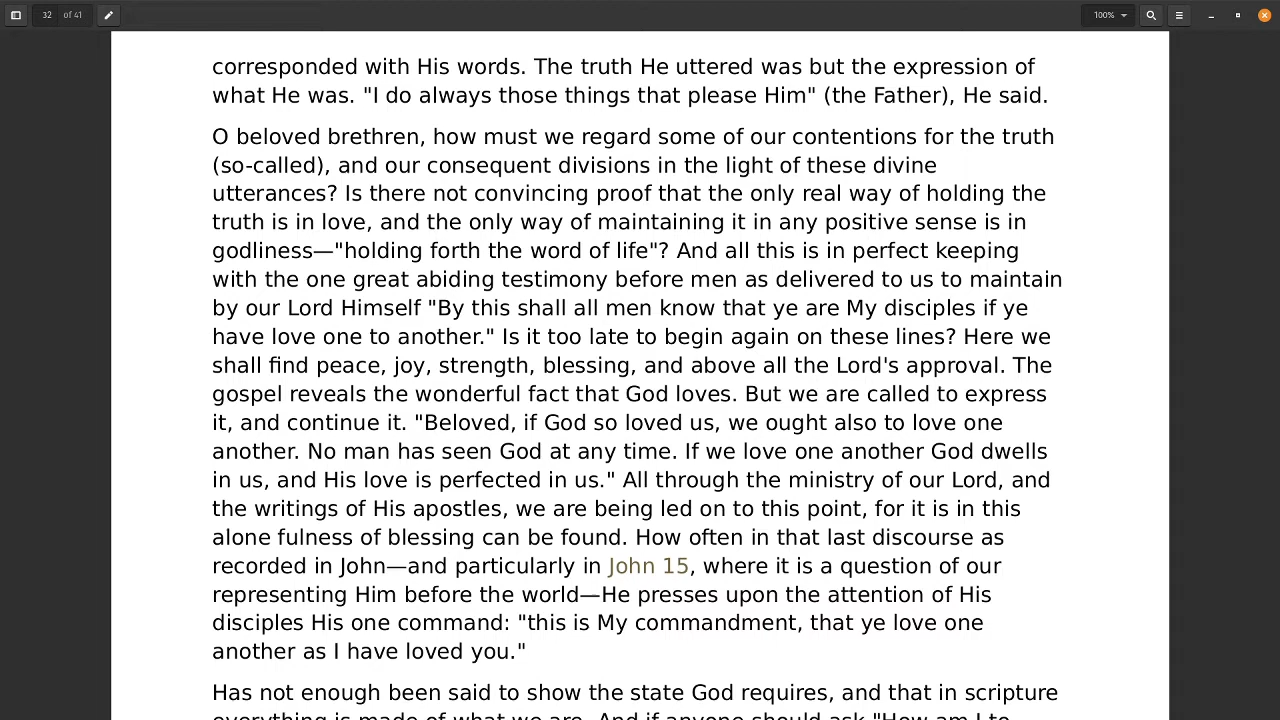 32 of 41
100%
corresponded with His words. The truth He uttered was but the expression of
what He was. "I do always those things that please Him" (the Father), He said.
O beloved brethren, how must we regard some of our contentions for the truth
(so-called), and our consequent divisions in the light of these divine
utterances? Is there not convincing proof that the only real way of holding the
truth is in love, and the only way of maintaining it in any positive sense is in
godliness—"holding forth the word of life"? And all this is in perfect keeping
with the one great abiding testimony before men as delivered to us to maintain
by our Lord Himself "By this shall all men know that ye are My disciples if ye
have love one to another." Is it too late to begin again on these lines? Here we
shall find peace, joy, strength, blessing, and above all the Lord's approval. The
gospel reveals the wonderful fact that God loves. But we are called to express
it, and continue it. "Beloved, if God so loved us, we ought also to love one
another. No man has seen God at any time. If we love one another God dwells
in us, and His love is perfected in us." All through the ministry of our Lord, and
the writings of His apostles, we are being led on to this point, for it is in this
alone fulness of blessing can be found. How often in that last discourse as
recorded in John—and particularly in John 15, where it is a question of our
representing Him before the world—He presses upon the attention of His
disciples His one command: "this is My commandment, that ye love one
another as I have loved you."
Has not enough been said to show the state God requires, and that in scripture
everything is made of what we are. And if anyone should ask "How am I to